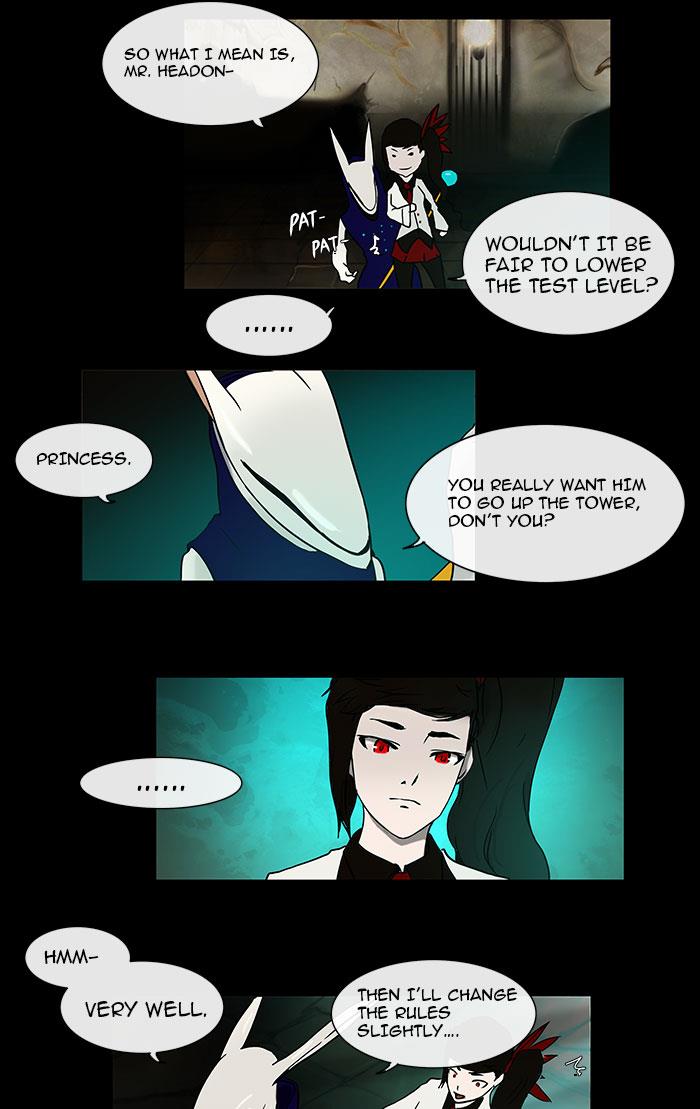 SO WHAT I MEAN IS,
MR. HEADON-
PAT-
PAT-
WOULDN'T IT BE
FAIR TO LOWER
THE TEST LEVEL?
......
PRINCESS.
YOU REALLY WANT HIM
TO GO UP THE TOWER,
DON'T YOU?
......
HMM-
VERY WELL.
THEN I'LL CHANGE
THE RULES
SLIGHTLY....